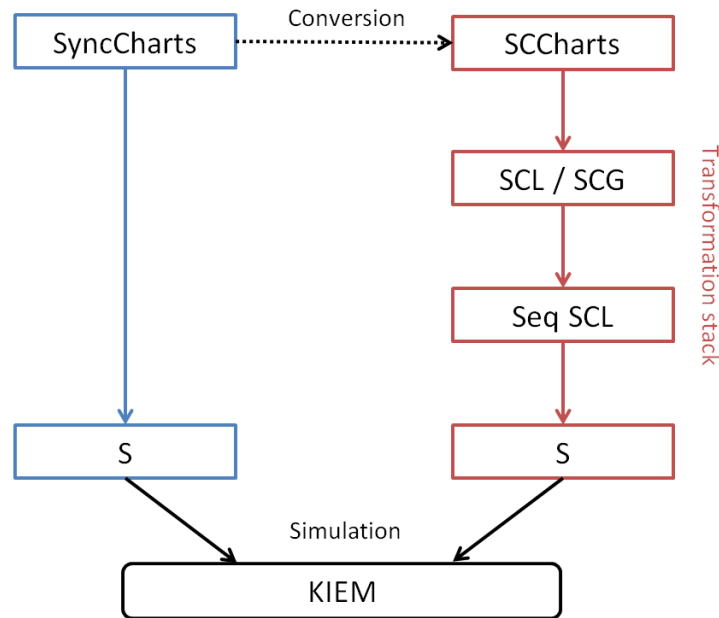 Conversion
SyncCharts
SCCharts
SCL / SCG
Transformation stack
Seq SCL
S
S
Simulation
KIEM